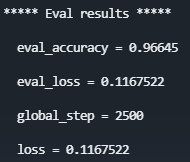 ***** Eval results *****
eval_accuracy = 0.96645
eval_loss = 0.1167522
global_step = 2500
loss = 0.1167522